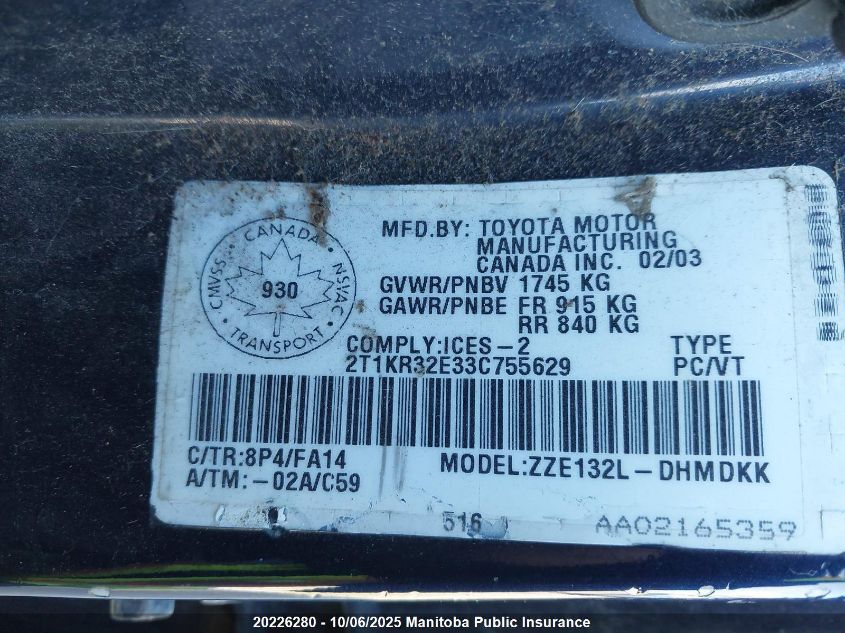 CMVSS · CANADA · NSVAC · TRANSPORT ·
930
MFD.BY: TOYOTA MOTOR
MANUFACTURING
CANADA INC. 02/03
GVWR/PNBV 1745 KG
GAWR/PNBE FR 915 KG
RR 840 KG
COMPLY:ICES-2
TYPE
2T1KR32E33C755629
PC/VT
C/TR:8P4/FA14
MODEL:ZZE132L-DHMDKK
A/TM:-02A/C59
516
AA02165359
20226280 - 10/06/2025 Manitoba Public Insurance